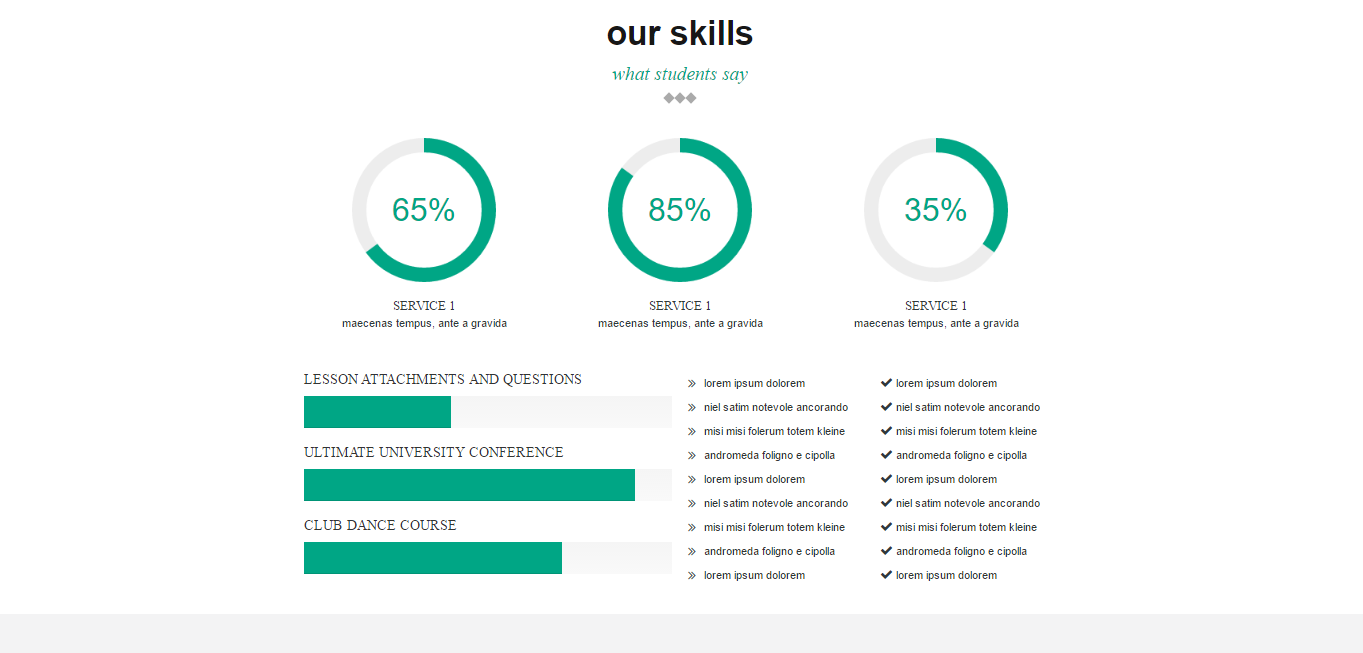 our skills
what students say
65%
85%
35%
SERVICE 1
maecenas tempus, ante a gravida
SERVICE 1
maecenas tempus, ante a gravida
SERVICE 1
maecenas tempus, ante a gravida
LESSON ATTACHMENTS AND QUESTIONS
ULTIMATE UNIVERSITY CONFERENCE
CLUB DANCE COURSE
lorem ipsum dolorem
niel satim notevole ancorando
misi misi folerum totem kleine
andromeda foligno e cipolla
lorem ipsum dolorem
niel satim notevole ancorando
misi misi folerum totem kleine
andromeda foligno e cipolla
lorem ipsum dolorem
lorem ipsum dolorem
niel satim notevole ancorando
misi misi folerum totem kleine
andromeda foligno e cipolla
lorem ipsum dolorem
niel satim notevole ancorando
misi misi folerum totem kleine
andromeda foligno e cipolla
lorem ipsum dolorem